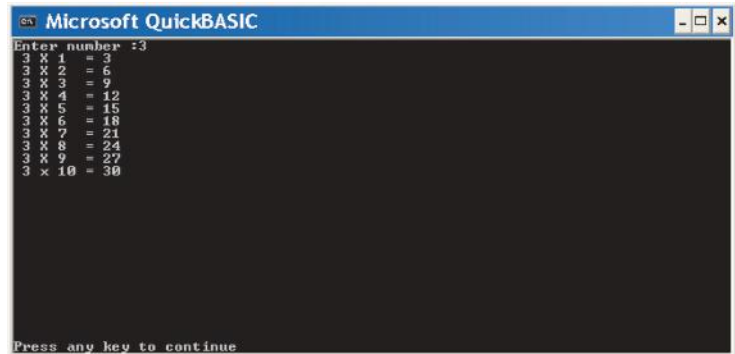 Microsoft QuickBASIC
Enter number :3
3 X 1 = 3
3 X 2 = 6
3 X 3 = 9
3 X 4 = 12
3 X 5 = 15
3 X 6 = 18
3 X 7 = 21
3 X 8 = 24
3 X 9 = 27
3 x 10 = 30
Press any key to continue